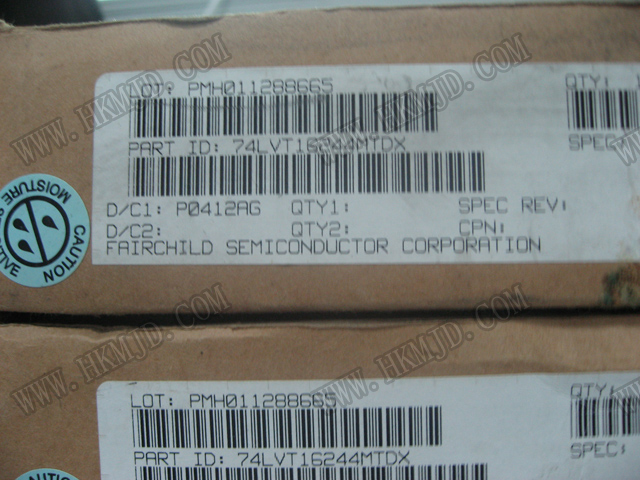 LOT: PMH011288665 QTY:
PART ID: 74LVT16244MTDX SPEC:
D/C1: P0412AG QTY1: SPEC REV:
D/C2: QTY2: CPN:
FAIRCHILD SEMICONDUCTOR CORPORATION
MOISTURE
CAUTION
LOT: PMH011288665 QTY:
PART ID: 74LVT16244MTDX SPEC:
CAUTION
WWW.HKMJD.COM
WWW.HKMJD.COM
WWW.HKMJD.COM
WWW.HKMJD.COM